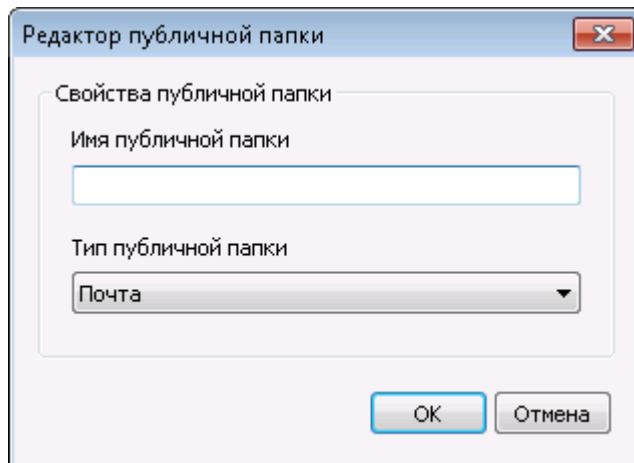 Редактор публичной папки
Свойства публичной папки
Имя публичной папки
Тип публичной папки
Почта
OK
Отмена